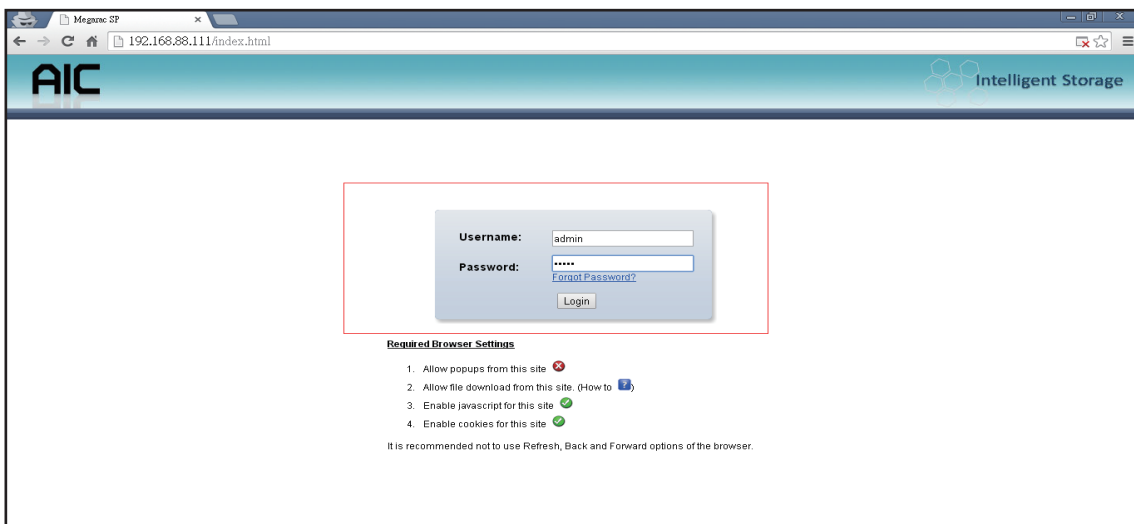 Megarac SP
192.168.88.111/index.html
AIC
Intelligent Storage
Username: admin
Password: •••••
Forgot Password?
Login
Required Browser Settings
1. Allow popups from this site
2. Allow file download from this site. (How to ?)
3. Enable javascript for this site
4. Enable cookies for this site
It is recommended not to use Refresh, Back and Forward options of the browser.